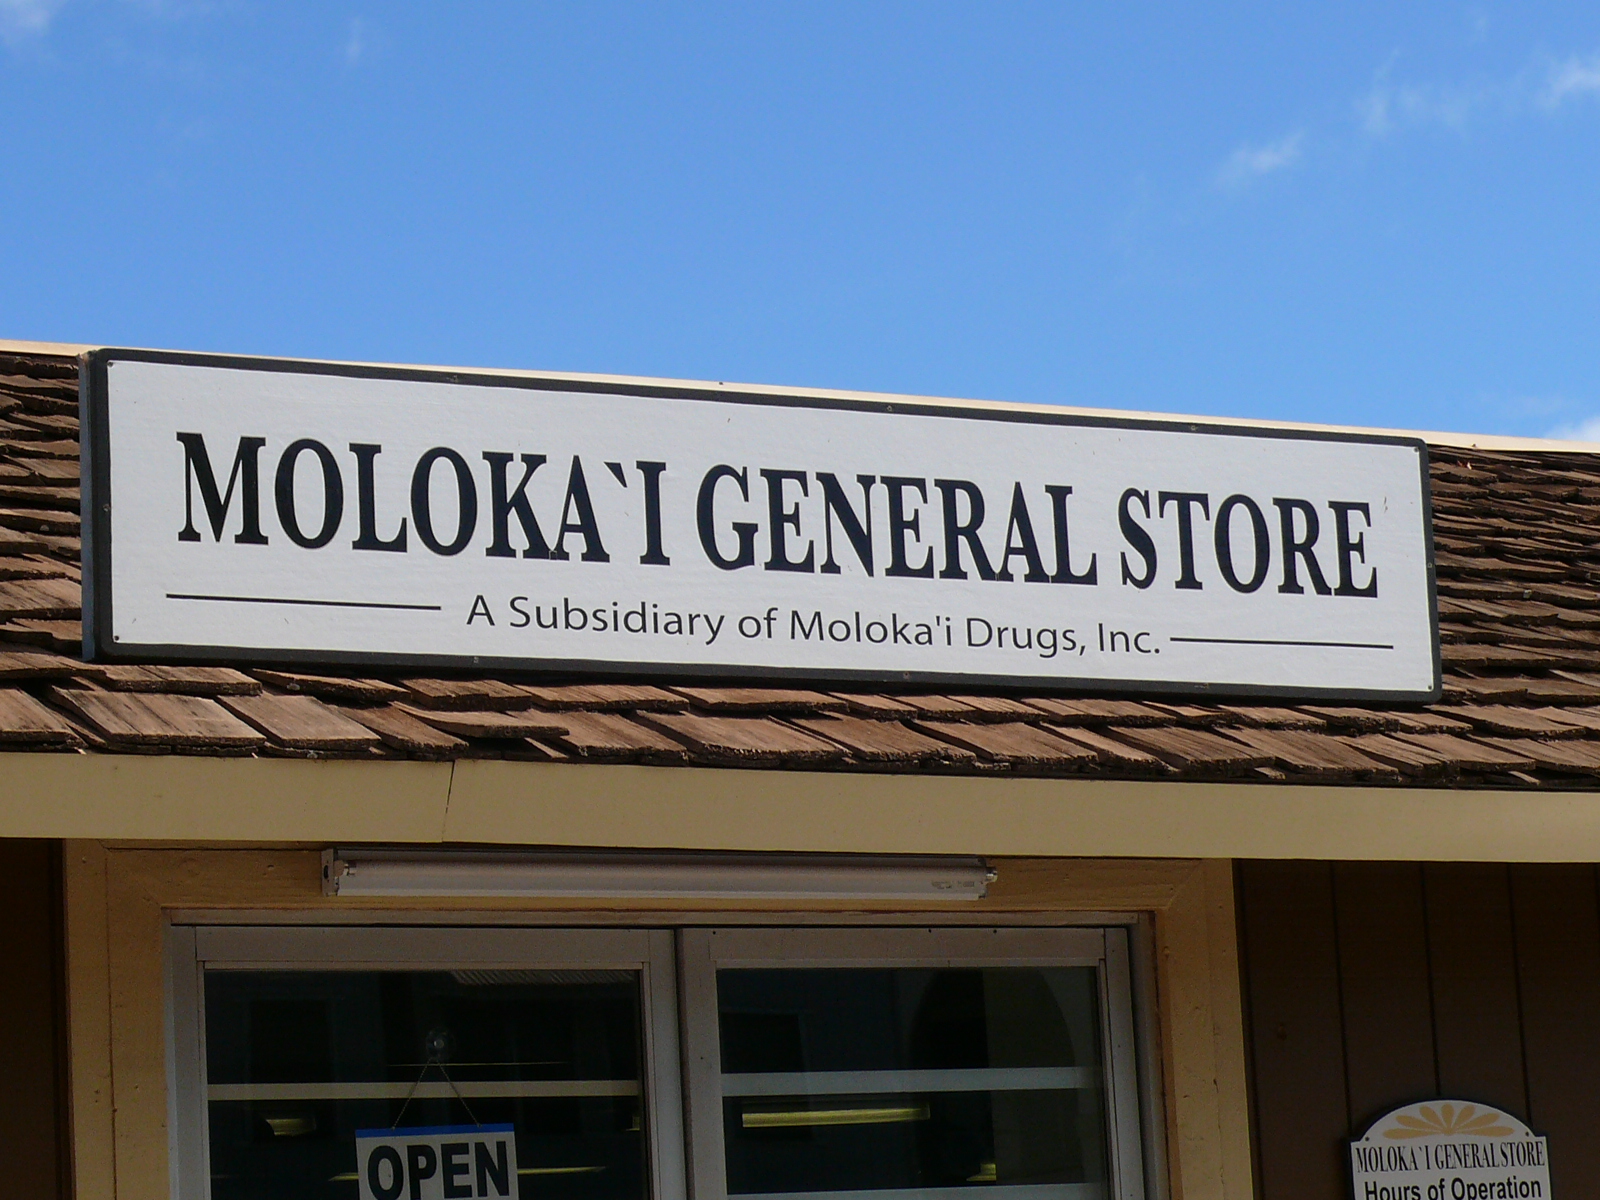 MOLOKA`I GENERAL STORE
A Subsidiary of Moloka'i Drugs, Inc.
OPEN
MOLOKA`I GENERAL STORE
Hours of Operation